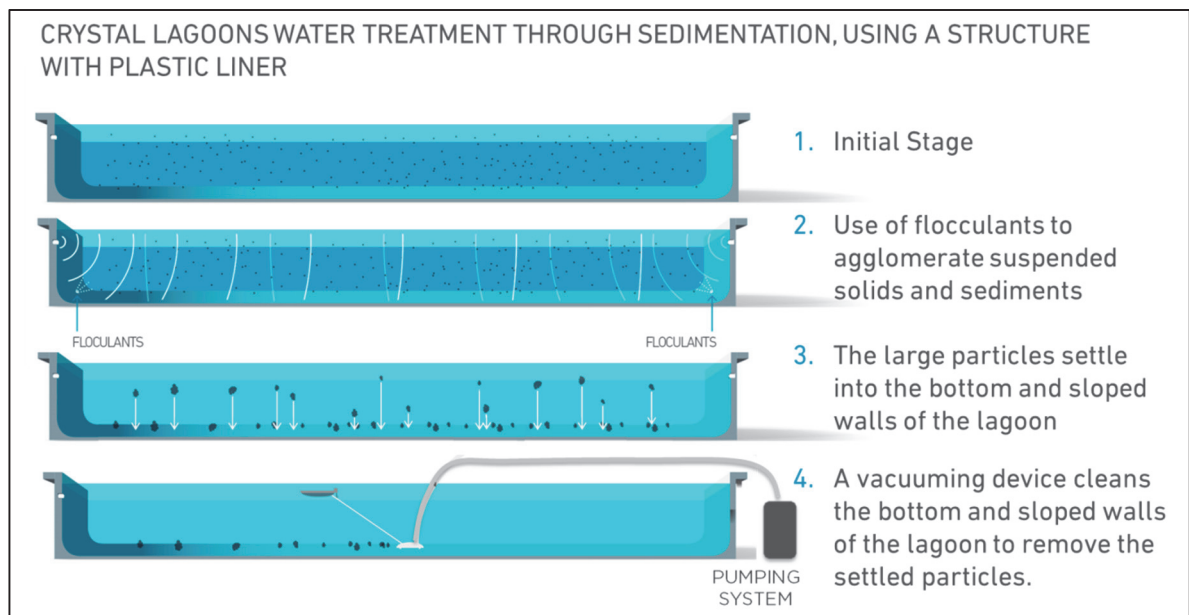 CRYSTAL LAGOONS WATER TREATMENT THROUGH SEDIMENTATION, USING A STRUCTURE
WITH PLASTIC LINER
1. Initial Stage
2. Use of flocculants to
agglomerate suspended
solids and sediments
FLOCULANTS
FLOCULANTS
3. The large particles settle
into the bottom and sloped
walls of the lagoon
4. A vacuuming device cleans
the bottom and sloped walls
of the lagoon to remove the
settled particles.
PUMPING
SYSTEM